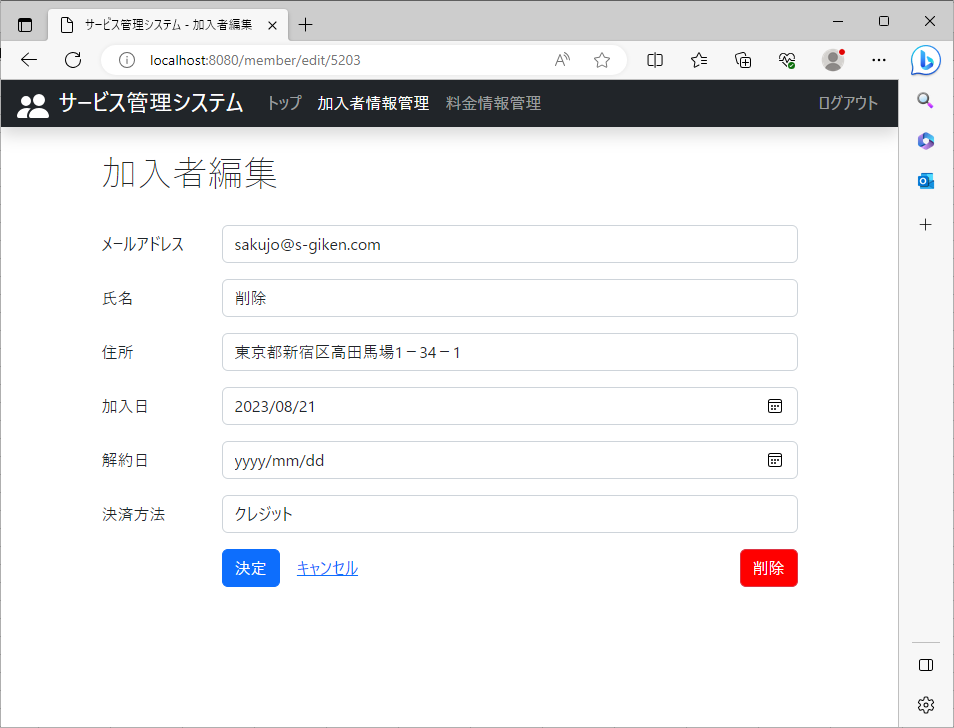 サービス管理システム - 加入者編集
localhost:8080/member/edit/5203
サービス管理システム トップ 加入者情報管理 料金情報管理 ログアウト
加入者編集
メールアドレス sakujo@s-giken.com
氏名 削除
住所 東京都新宿区高田馬場1－34－1
加入日 2023/08/21
解約日 yyyy/mm/dd
決済方法 クレジット
決定 キャンセル 削除